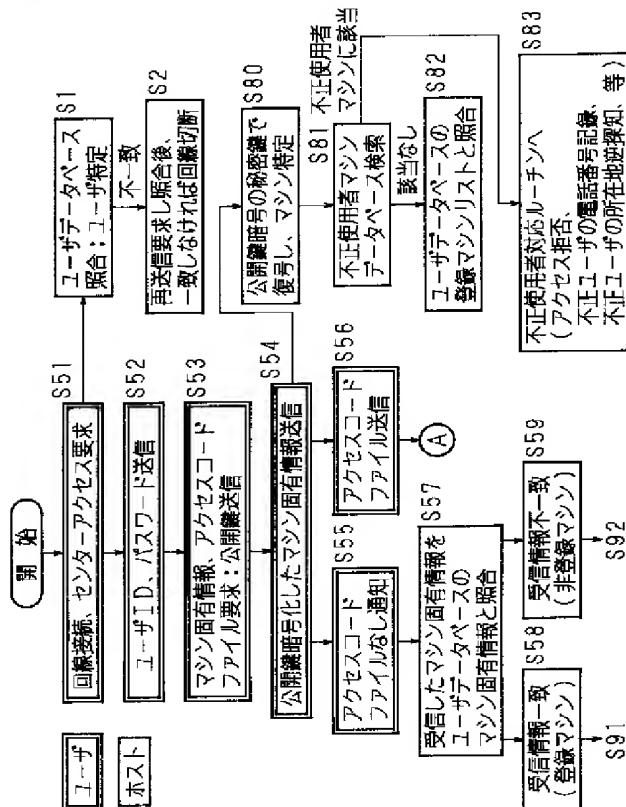 ユーザ
ホスト
開 始
S51
回線接続、センターアクセス要求
S52
ユーザID、パスワード送信
S53
マシン固有情報、アクセスコード
ファイル要求：公開鍵送信
S54
公開鍵暗号化したマシン固有情報送信
S55
アクセスコード
ファイルなし通知
S56
アクセスコード
ファイル送信
A
S57
受信したマシン固有情報を
ユーザデータベースの
マシン固有情報と照合
S58
受信情報一致
(登録マシン)
S91
S59
受信情報不一致
(非登録マシン)
S92
S1
ユーザデータベース
照合：ユーザ特定
不一致
S2
再送信要求し照合後、
一致しなければ回線切断
S80
公開鍵暗号の秘密鍵で
復号し、マシン特定
S81
不正使用者マシン
データベース検索
不正使用者
マシンに該当
該当なし
S82
ユーザデータベースの
登録マシンリストと照合
S83
不正使用者対応ルーチンへ
(アクセス拒否、
不正ユーザの電話番号記録、
不正ユーザの所在地逆探知、等)